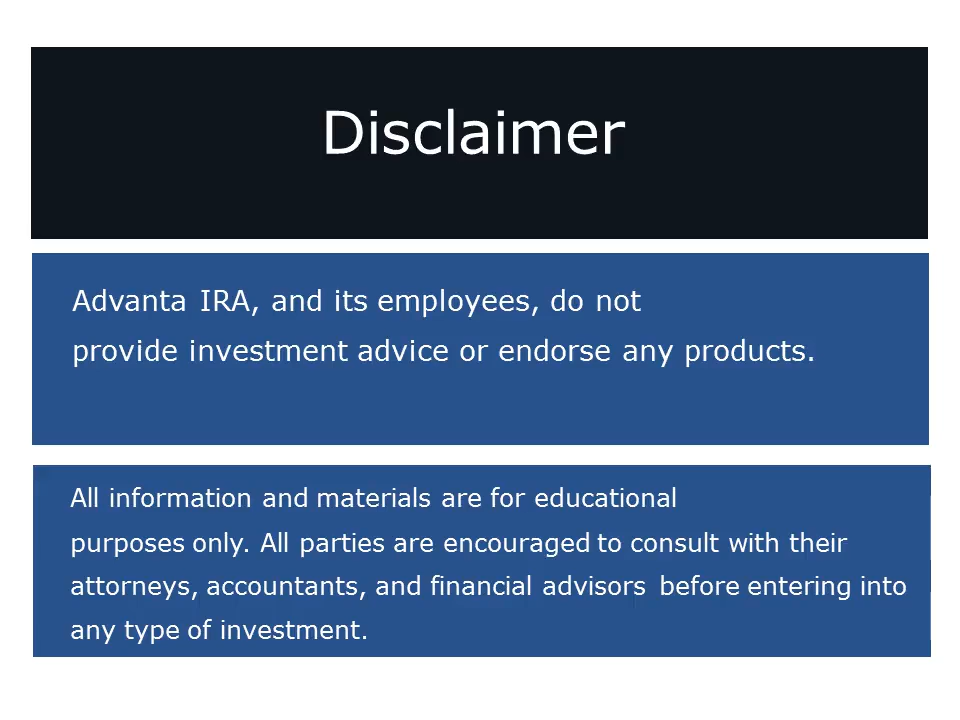 Disclaimer
Advanta IRA, and its employees, do not
provide investment advice or endorse any products.
All information and materials are for educational
purposes only. All parties are encouraged to consult with their
attorneys, accountants, and financial advisors before entering into
any type of investment.